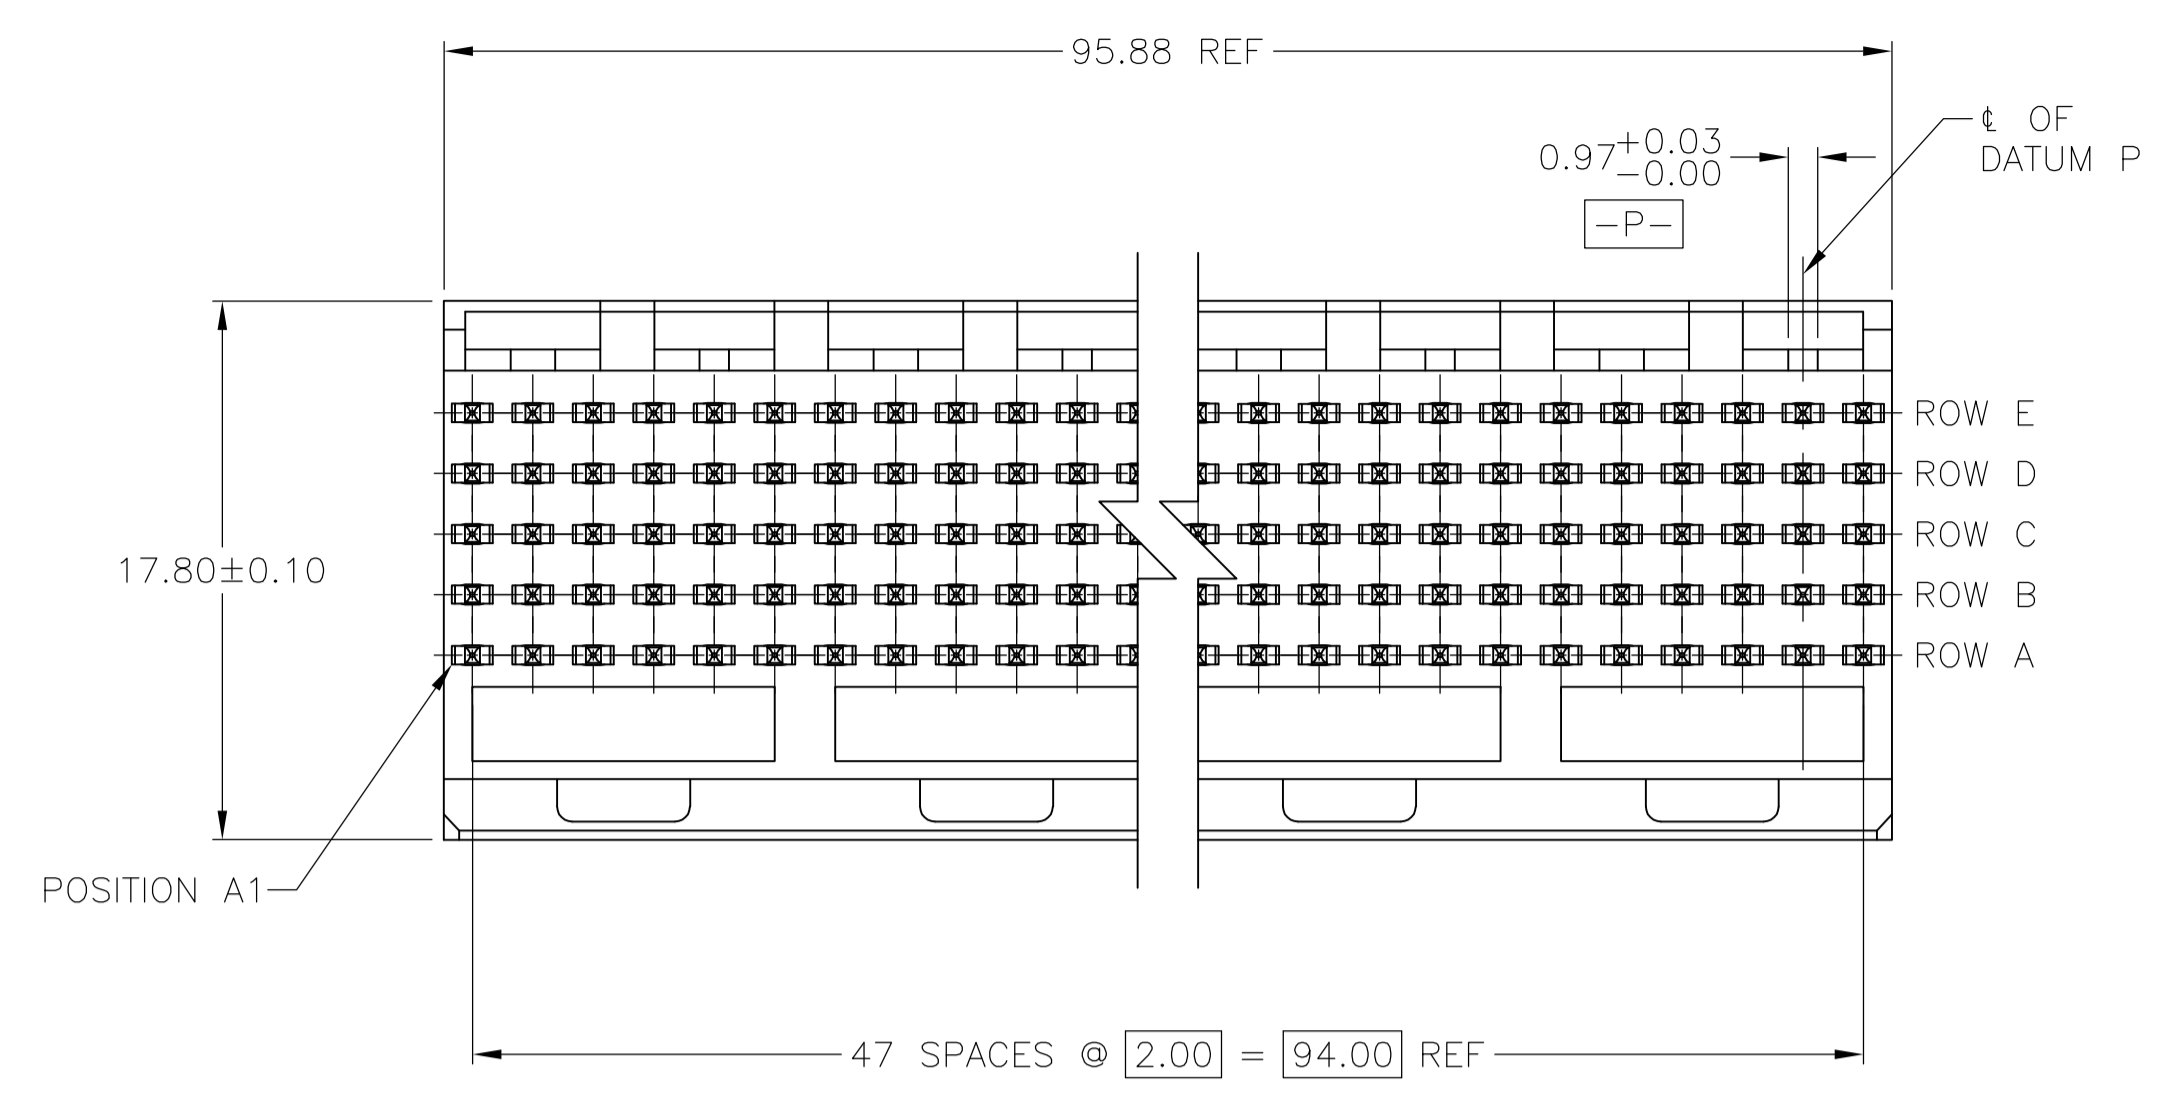 95.88 REF
℄ OF
DATUM P
0.97 +0.03
-0.00
-P-
ROW E
ROW D
ROW C
ROW B
ROW A
17.80±0.10
POSITION A1
47 SPACES @ 2.00 = 94.00 REF